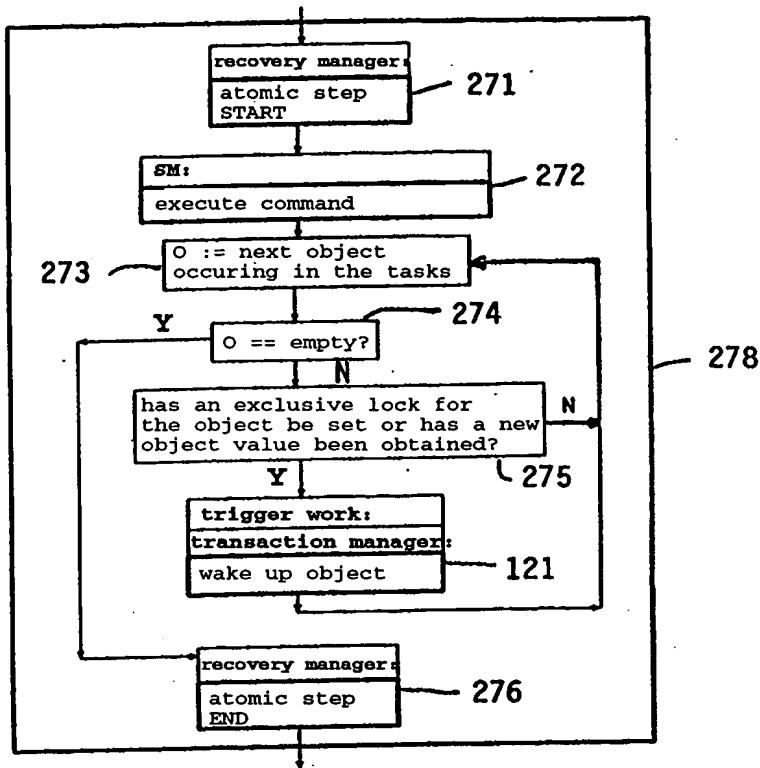 recovery manager:
271
atomic step
START
SM:
272
execute command
O := next object
273
occuring in the tasks
274
Y
O == empty?
N
278
has an exclusive lock for
N
the object be set or has a new
object value been obtained?
275
Y
trigger work:
transaction manager:
wake up object
121
recovery manager:
276
atomic step
END